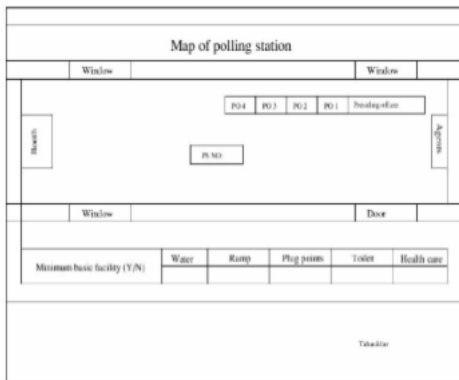 Map of polling station
Window Window
PO 4 PO 3 PO 2 PO 1 Presiding officer
Agents
PS NO
Window Door
Minimum basic facility (Y/N) Water Ramp Plug points Toilet Health care
Tahasildar